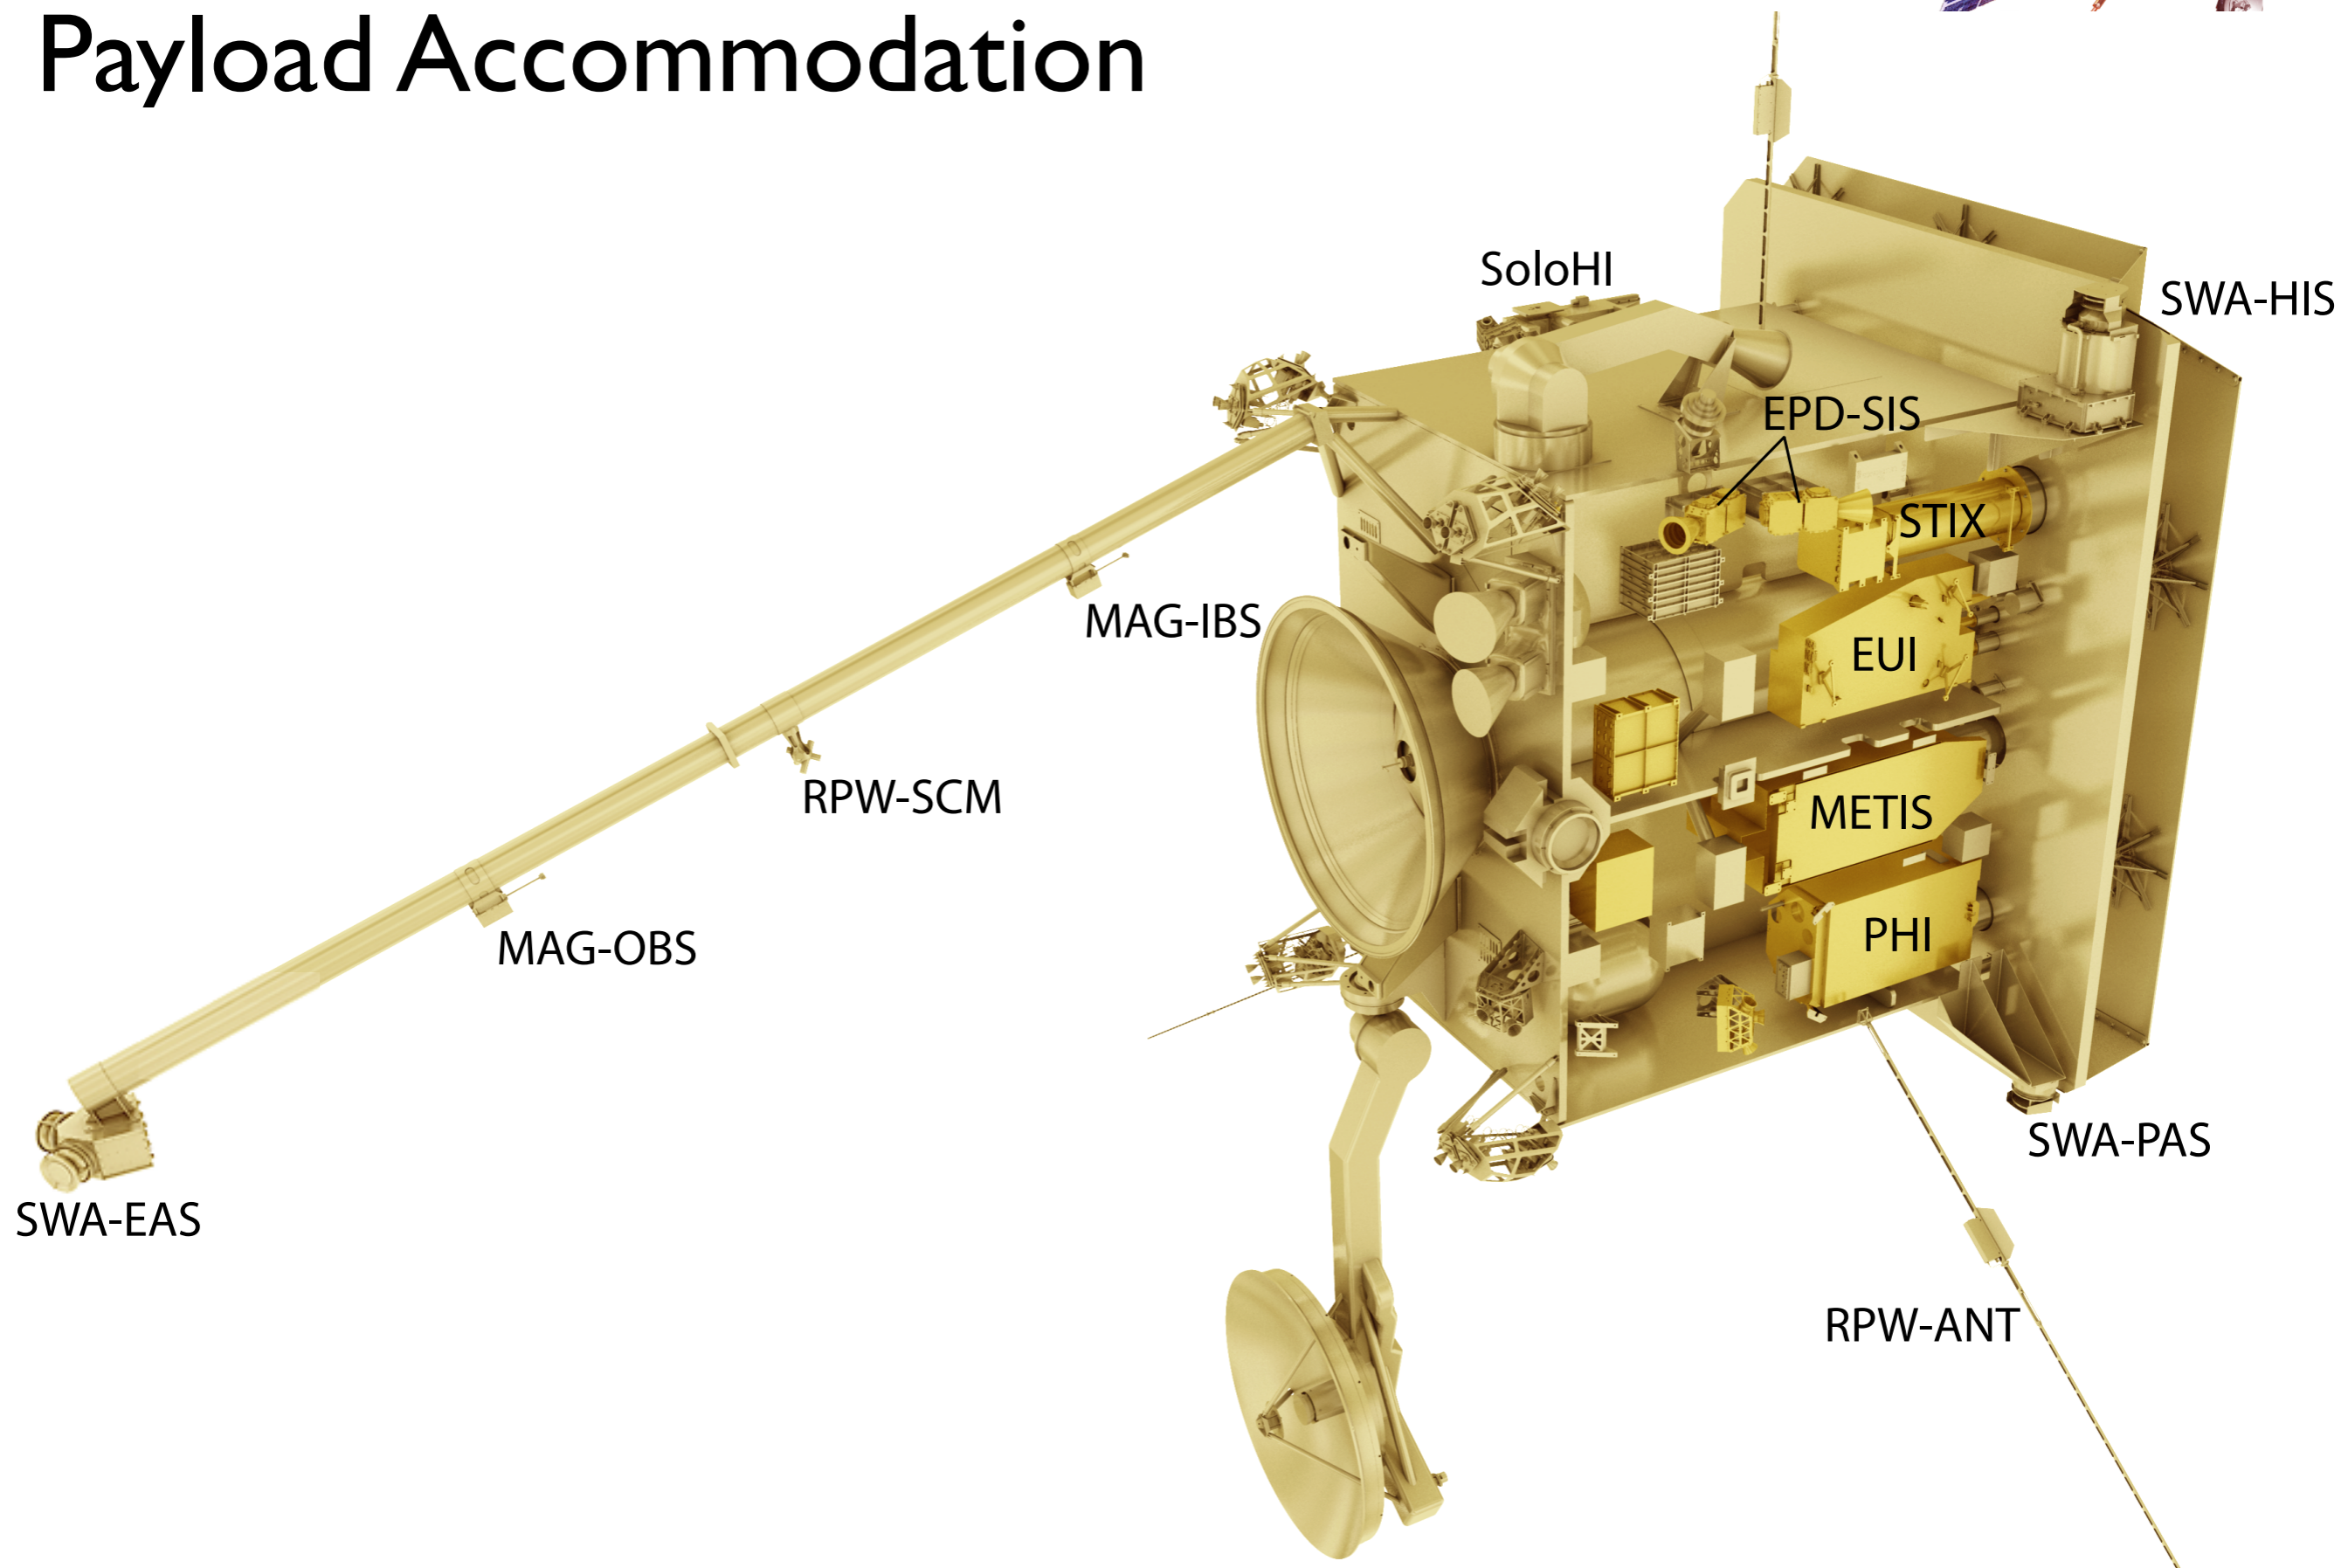 Payload Accommodation
SoloHI
SWA-HIS
EPD-SIS
STIX
MAG-IBS
EUI
RPW-SCM
METIS
MAG-OBS
PHI
SWA-PAS
SWA-EAS
RPW-ANT